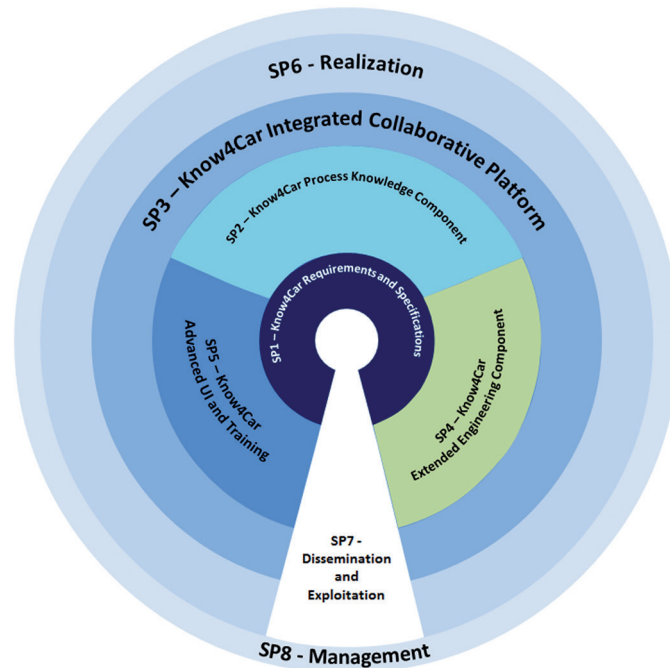 SP6 - Realization
SP3 – Know4Car Integrated Collaborative Platform
SP2 – Know4Car Process Knowledge Component
SP1 – Know4Car Requirements and Specifications
SP5 – Know4Car
Advanced UI and Training
SP4 – Know4Car
Extended Engineering Component
SP7 -
Dissemination
and
Exploitation
SP8 - Management